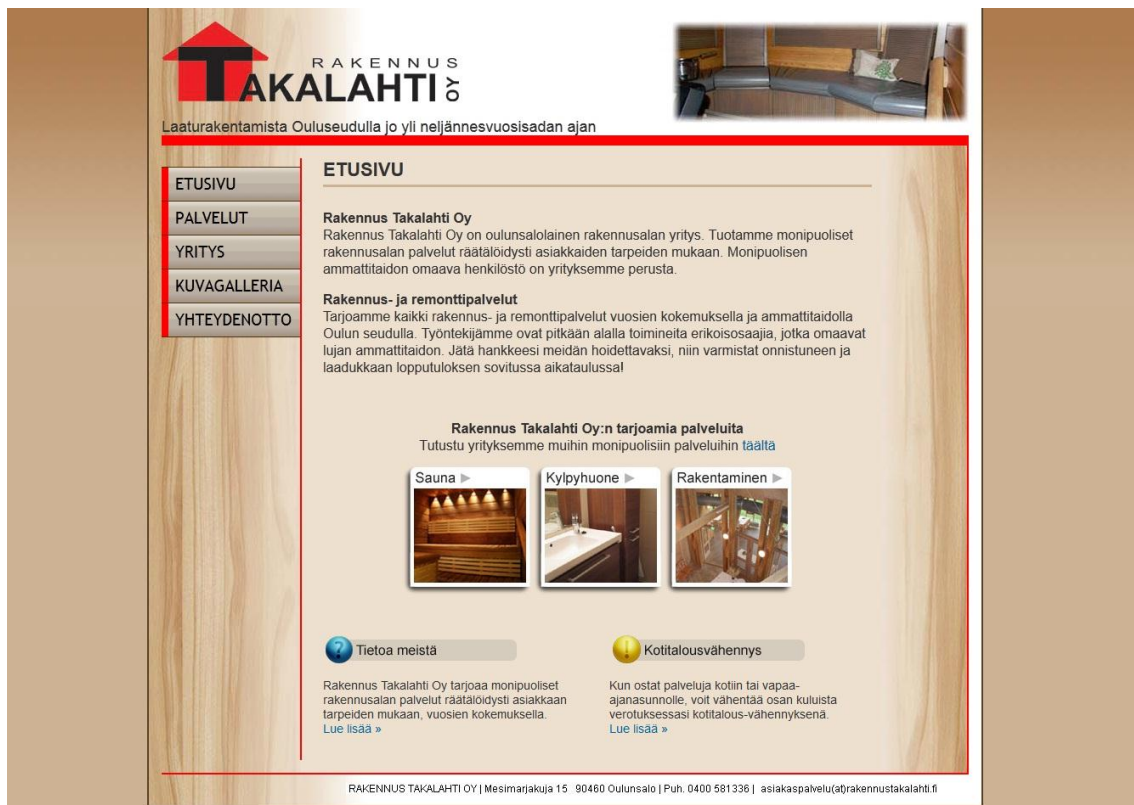 RAKENNUS
TAKALAHTI OY
Laaturakentamista Ouluseudulla jo yli neljännesvuosisadan ajan
ETUSIVU
PALVELUT
YRITYS
KUVAGALLERIA
YHTEYDENOTTO
ETUSIVU
Rakennus Takalahti Oy
Rakennus Takalahti Oy on oulunsalolainen rakennusalan yritys. Tuotamme monipuoliset
rakennusalan palvelut räätälöidysti asiakkaiden tarpeiden mukaan. Monipuolisen
ammattitaidon omaava henkilöstö on yrityksemme perusta.
Rakennus- ja remonttipalvelut
Tarjoamme kaikki rakennus- ja remonttipalvelut vuosien kokemuksella ja ammattitaidolla
Oulun seudulla. Työntekijämme ovat pitkään alalla toimineita erikoisosaajia, jotka omaavat
lujan ammattitaidon. Jätä hankkeesi meidän hoidettavaksi, niin varmistat onnistuneen ja
laadukkaan lopputuloksen sovitussa aikataulussa!
Rakennus Takalahti Oy:n tarjoamia palveluita
Tutustu yrityksemme muihin monipuolisiin palveluihin täältä
Sauna
Kylpyhuone
Rakentaminen
Tietoa meistä
Rakennus Takalahti Oy tarjoaa monipuoliset
rakennusalan palvelut räätälöidysti asiakkaan
tarpeiden mukaan, vuosien kokemuksella.
Lue lisää »
Kotitalousvähennys
Kun ostat palveluja kotiin tai vapaa-
ajanasunnolle, voit vähentää osan kuluista
verotuksessasi kotitalous-vähennyksenä.
Lue lisää »
RAKENNUS TAKALAHTI OY | Mesimarjakuja 15 90460 Oulunsalo | Puh. 0400 581336 | asiakaspalvelu(at)rakennustakalahti.fi